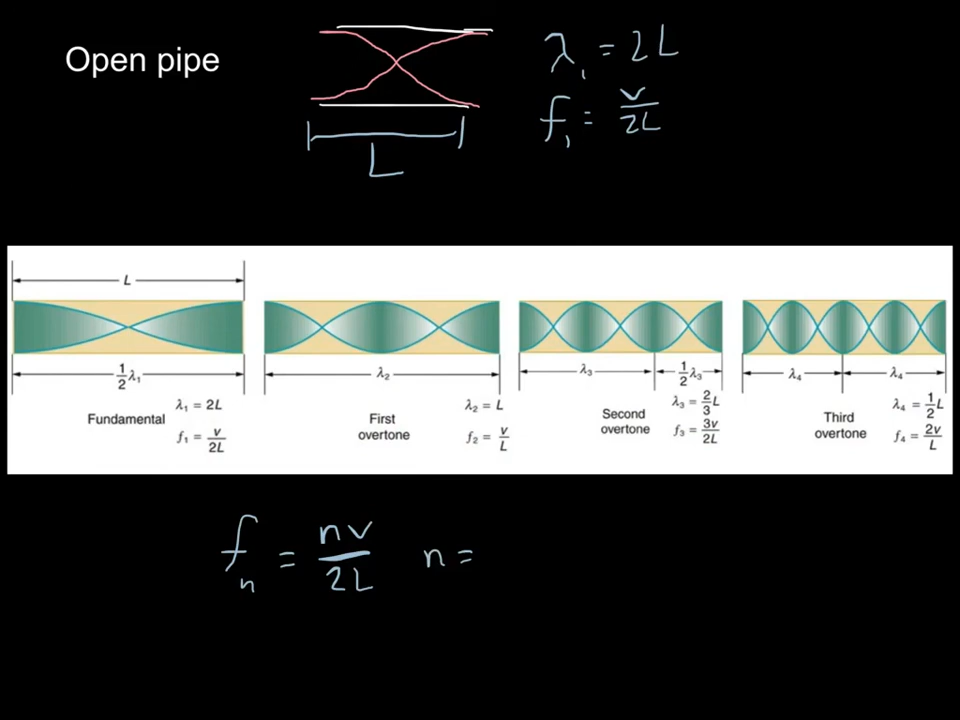 Open pipe
λ₁ = 2L
f₁ = v/2L
L
L
½λ₁
λ₂
λ₃
½λ₃
λ₄
λ₄
Fundamental
λ₁ = 2L
f₁ = v/2L
First
overtone
λ₂ = L
f₂ = v/L
Second
overtone
λ₃ = 2/3 L
f₃ = 3v/2L
Third
overtone
λ₄ = ½L
f₄ = 2v/L
fₙ = nv/2L n =